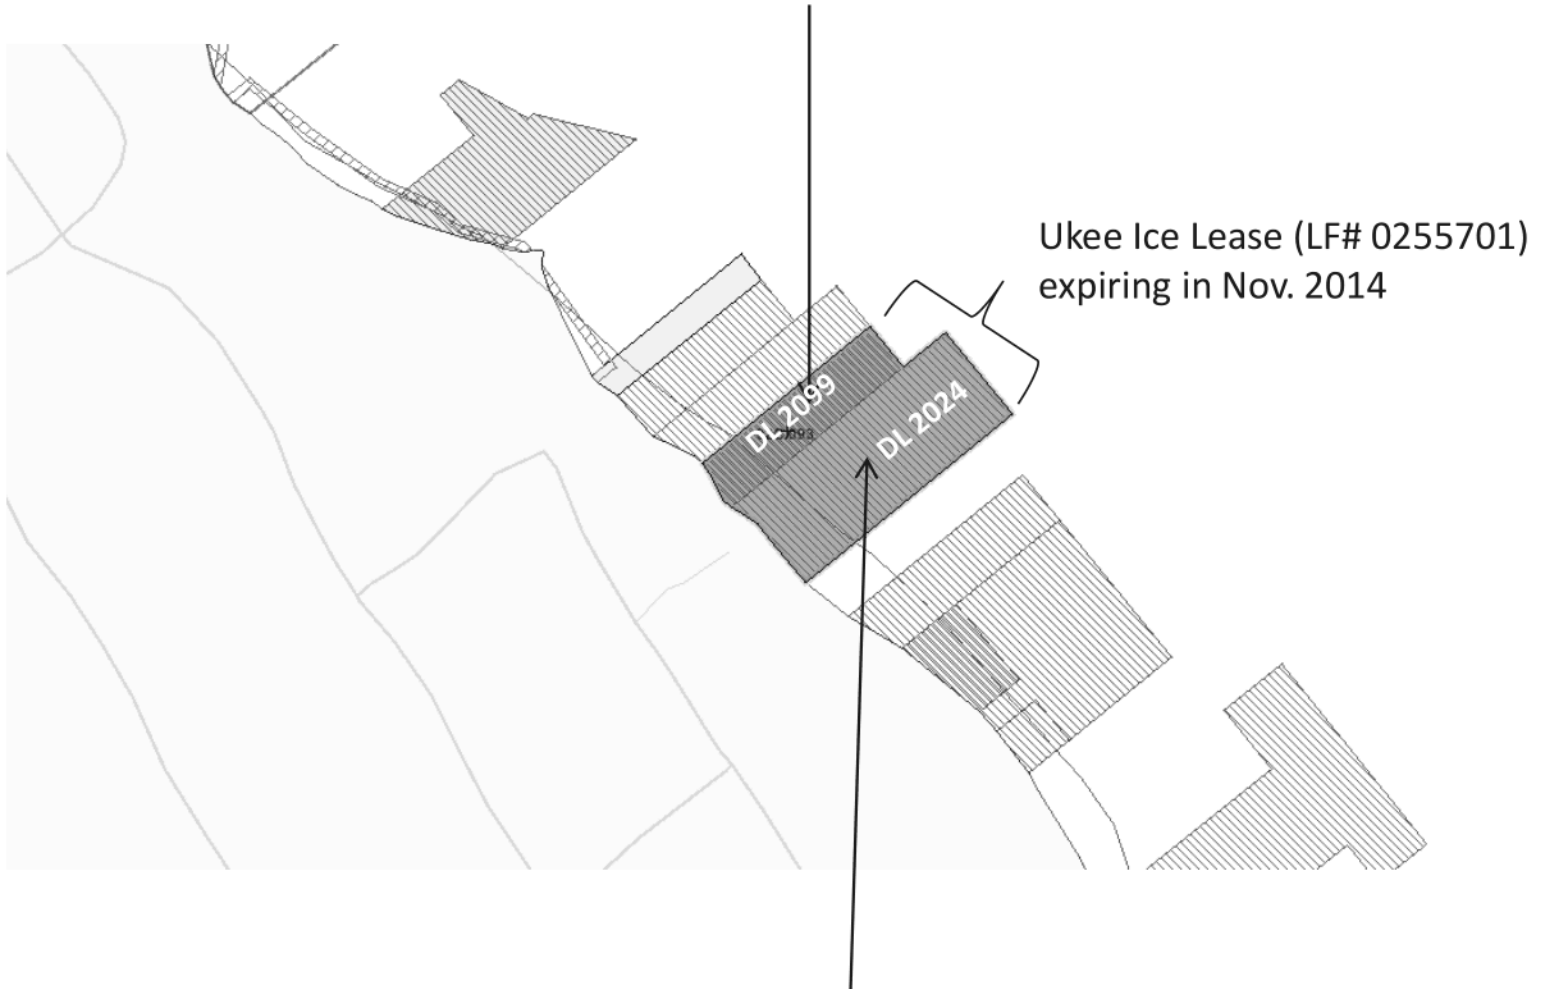 Ukee Ice Lease (LF# 0255701)
expiring in Nov. 2014
DL 2099
DL 2024